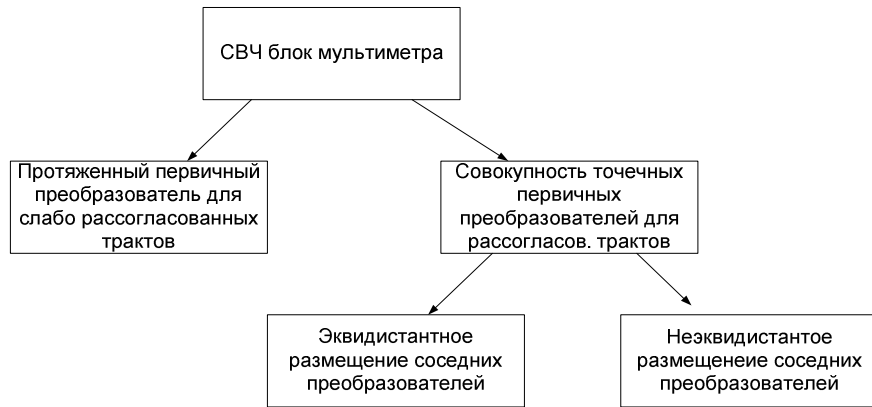 СВЧ блок мультиметра
Протяженный первичный
преобразователь для
слабо рассогласованных
трактов
Совокупность точечных
первичных
преобразователей для
рассогласов. трактов
Эквидистантное
размещение соседних
преобразователей
Неэквидистантое
размещенеие соседних
преобразователей